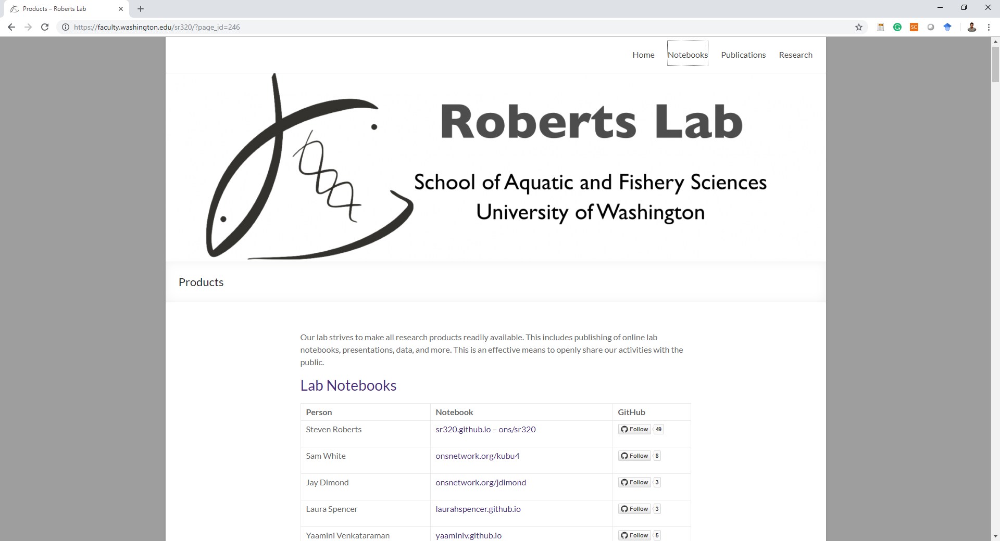 Products – Roberts Lab
https://faculty.washington.edu/sr320/?page_id=246
SC
Home Notebooks Publications Research
Roberts Lab
School of Aquatic and Fishery Sciences
University of Washington
Products
Our lab strives to make all research products readily available. This includes publishing of online lab
notebooks, presentations, data, and more. This is an effective means to openly share our activities with the
public.
Lab Notebooks
Person Notebook GitHub
Steven Roberts sr320.github.io – ons/sr320 Follow 49
Sam White onsnetwork.org/kubu4 Follow 8
Jay Dimond onsnetwork.org/jdimond Follow 3
Laura Spencer laurahspencer.github.io Follow 3
Yaamini Venkataraman yaaminiv.github.io Follow 5